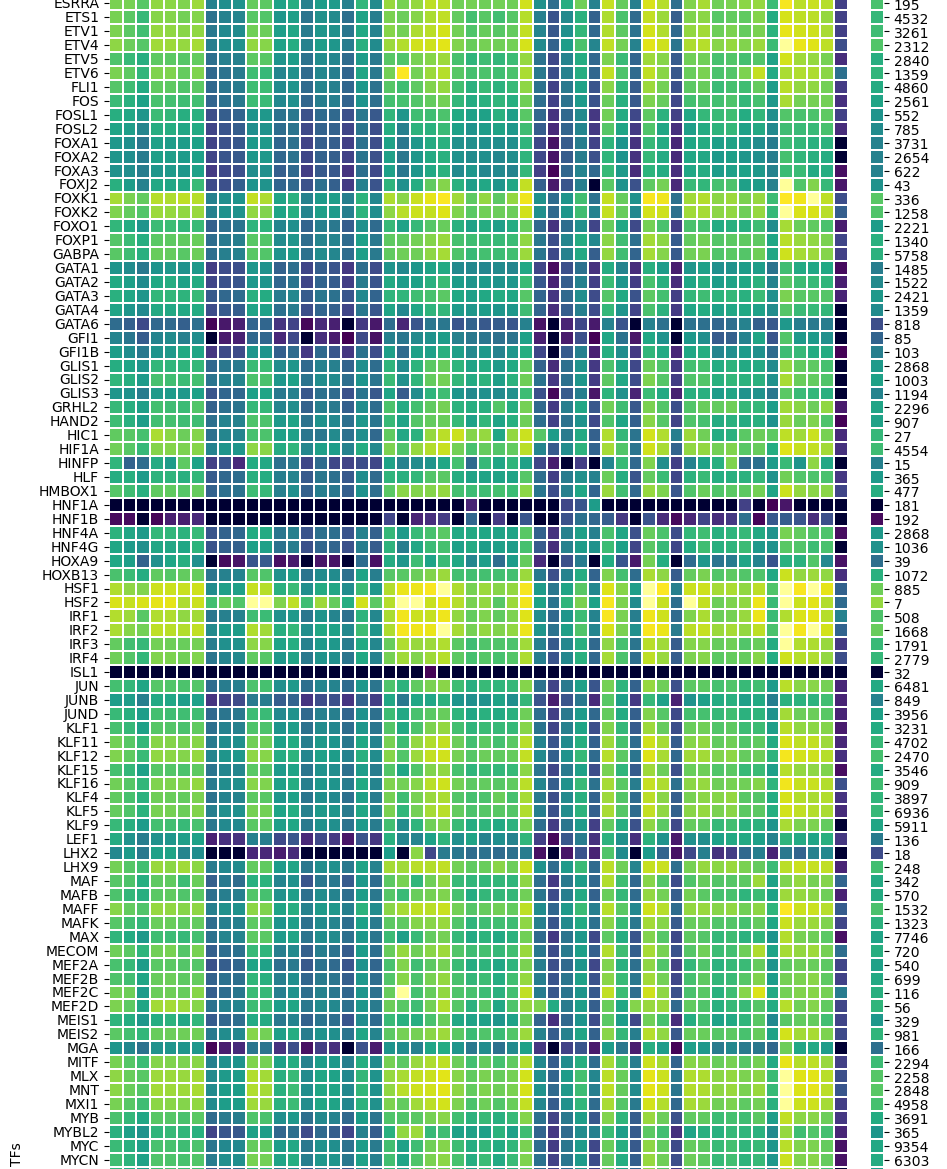 ESRRA 195
ETS1 4532
ETV1 3261
ETV4 2312
ETV5 2840
ETV6 1359
FLI1 4860
FOS 2561
FOSL1 552
FOSL2 785
FOXA1 3731
FOXA2 2654
FOXA3 622
FOXJ2 43
FOXK1 336
FOXK2 1258
FOXO1 2221
FOXP1 1340
GABPA 5758
GATA1 1485
GATA2 1522
GATA3 2421
GATA4 1359
GATA6 818
GFI1 85
GFI1B 103
GLIS1 2868
GLIS2 1003
GLIS3 1194
GRHL2 2296
HAND2 907
HIC1 27
HIF1A 4554
HINFP 15
HLF 365
HMBOX1 477
HNF1A 181
HNF1B 192
HNF4A 2868
HNF4G 1036
HOXA9 39
HOXB13 1072
HSF1 885
HSF2 7
IRF1 508
IRF2 1668
IRF3 1791
IRF4 2779
ISL1 32
JUN 6481
JUNB 849
JUND 3956
KLF1 3231
KLF11 4702
KLF12 2470
KLF15 3546
KLF16 909
KLF4 3897
KLF5 6936
KLF9 5911
LEF1 136
LHX2 18
LHX9 248
MAF 342
MAFB 570
MAFF 1532
MAFK 1323
MAX 7746
MECOM 720
MEF2A 540
MEF2B 699
MEF2C 116
MEF2D 56
MEIS1 329
MEIS2 981
MGA 166
MITF 2294
MLX 2258
MNT 2848
MXI1 4958
MYB 3691
MYBL2 365
MYC 9354
MYCN 6303
TFs